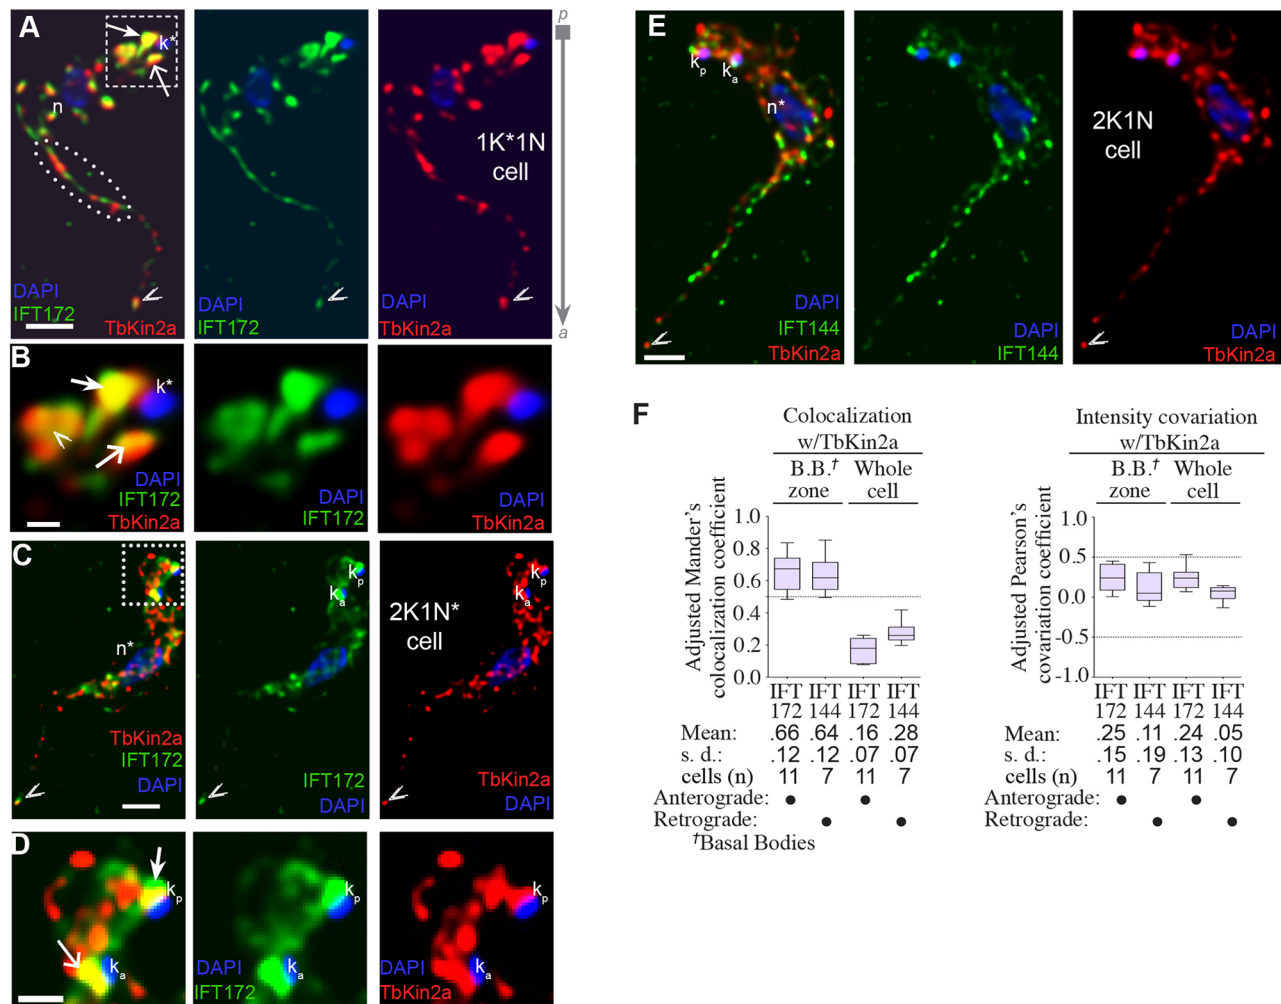 A
k*
n
DAPI
IFT172
TbKin2a
DAPI
IFT172
1K*1N
cell
DAPI
TbKin2a
p
a
B
k*
DAPI
IFT172
TbKin2a
DAPI
IFT172
DAPI
TbKin2a
C
n*
TbKin2a
IFT172
DAPI
kp
ka
IFT172
DAPI
2K1N*
cell
kp
ka
TbKin2a
DAPI
D
kp
ka
kp
DAPI
ka
IFT172
kp
DAPI
ka
TbKin2a
E
kp
ka
n*
DAPI
IFT144
TbKin2a
DAPI
IFT144
2K1N
cell
DAPI
TbKin2a
F
Colocalization
w/TbKin2a
B.B.† Whole
zone cell
Adjusted Mander's
colocalization coefficient
1.0
0.8
0.6
0.4
0.2
0.0
IFT IFT IFT IFT
172 144 172 144
Mean: .66 .64 .16 .28
s. d.: .12 .12 .07 .07
cells (n) 11 7 11 7
Anterograde: ● ●
Retrograde: ● ●
†Basal Bodies
Intensity covariation
w/TbKin2a
B.B.† Whole
zone cell
Adjusted Pearson's
covariation coefficient
1.0
0.5
0.0
-0.5
-1.0
IFT IFT IFT IFT
172 144 172 144
Mean: .25 .11 .24 .05
s. d.: .15 .19 .13 .10
cells (n) 11 7 11 7
Anterograde: ● ●
Retrograde: ● ●